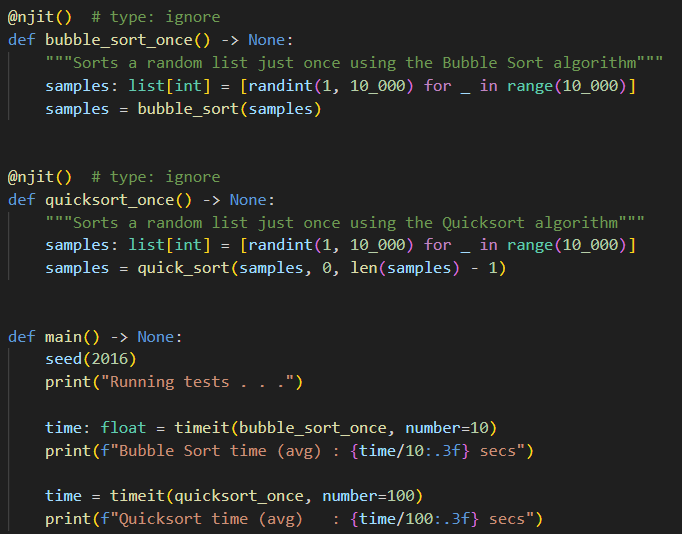 @njit()  # type: ignore
def bubble_sort_once() -> None:
    """Sorts a random list just once using the Bubble Sort algorithm"""
    samples: list[int] = [randint(1, 10_000) for _ in range(10_000)]
    samples = bubble_sort(samples)
@njit()  # type: ignore
def quicksort_once() -> None:
    """Sorts a random list just once using the Quicksort algorithm"""
    samples: list[int] = [randint(1, 10_000) for _ in range(10_000)]
    samples = quick_sort(samples, 0, len(samples) - 1)
def main() -> None:
    seed(2016)
    print("Running tests . . .")
    time: float = timeit(bubble_sort_once, number=10)
    print(f"Bubble Sort time (avg) : {time/10:.3f} secs")
    time = timeit(quicksort_once, number=100)
    print(f"Quicksort time (avg)   : {time/100:.3f} secs")